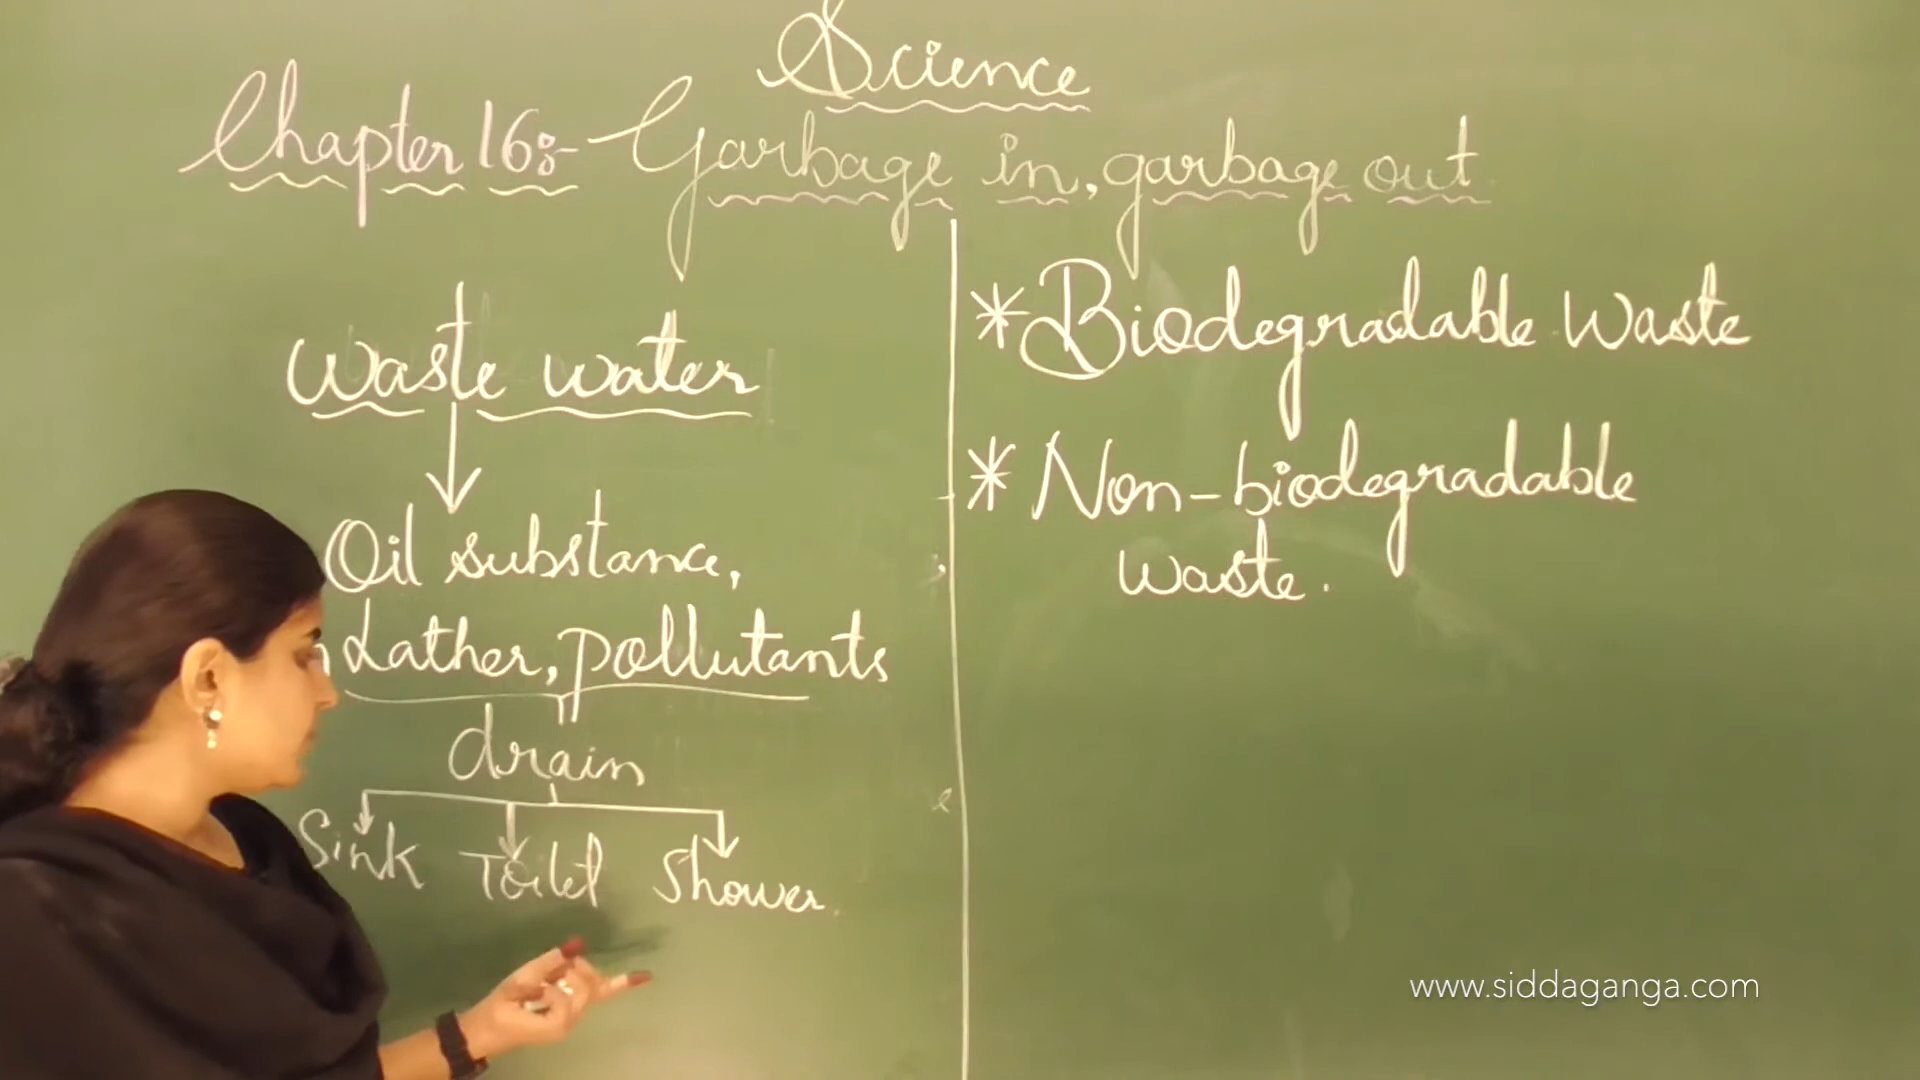 Science
Chapter 16:- Garbage in, garbage out
Waste water
Oil substance,
Lather, pollutants
drain
Sink Toilet Shower.
* Biodegradable Waste
* Non-biodegradable
Waste.
www.siddaganga.com